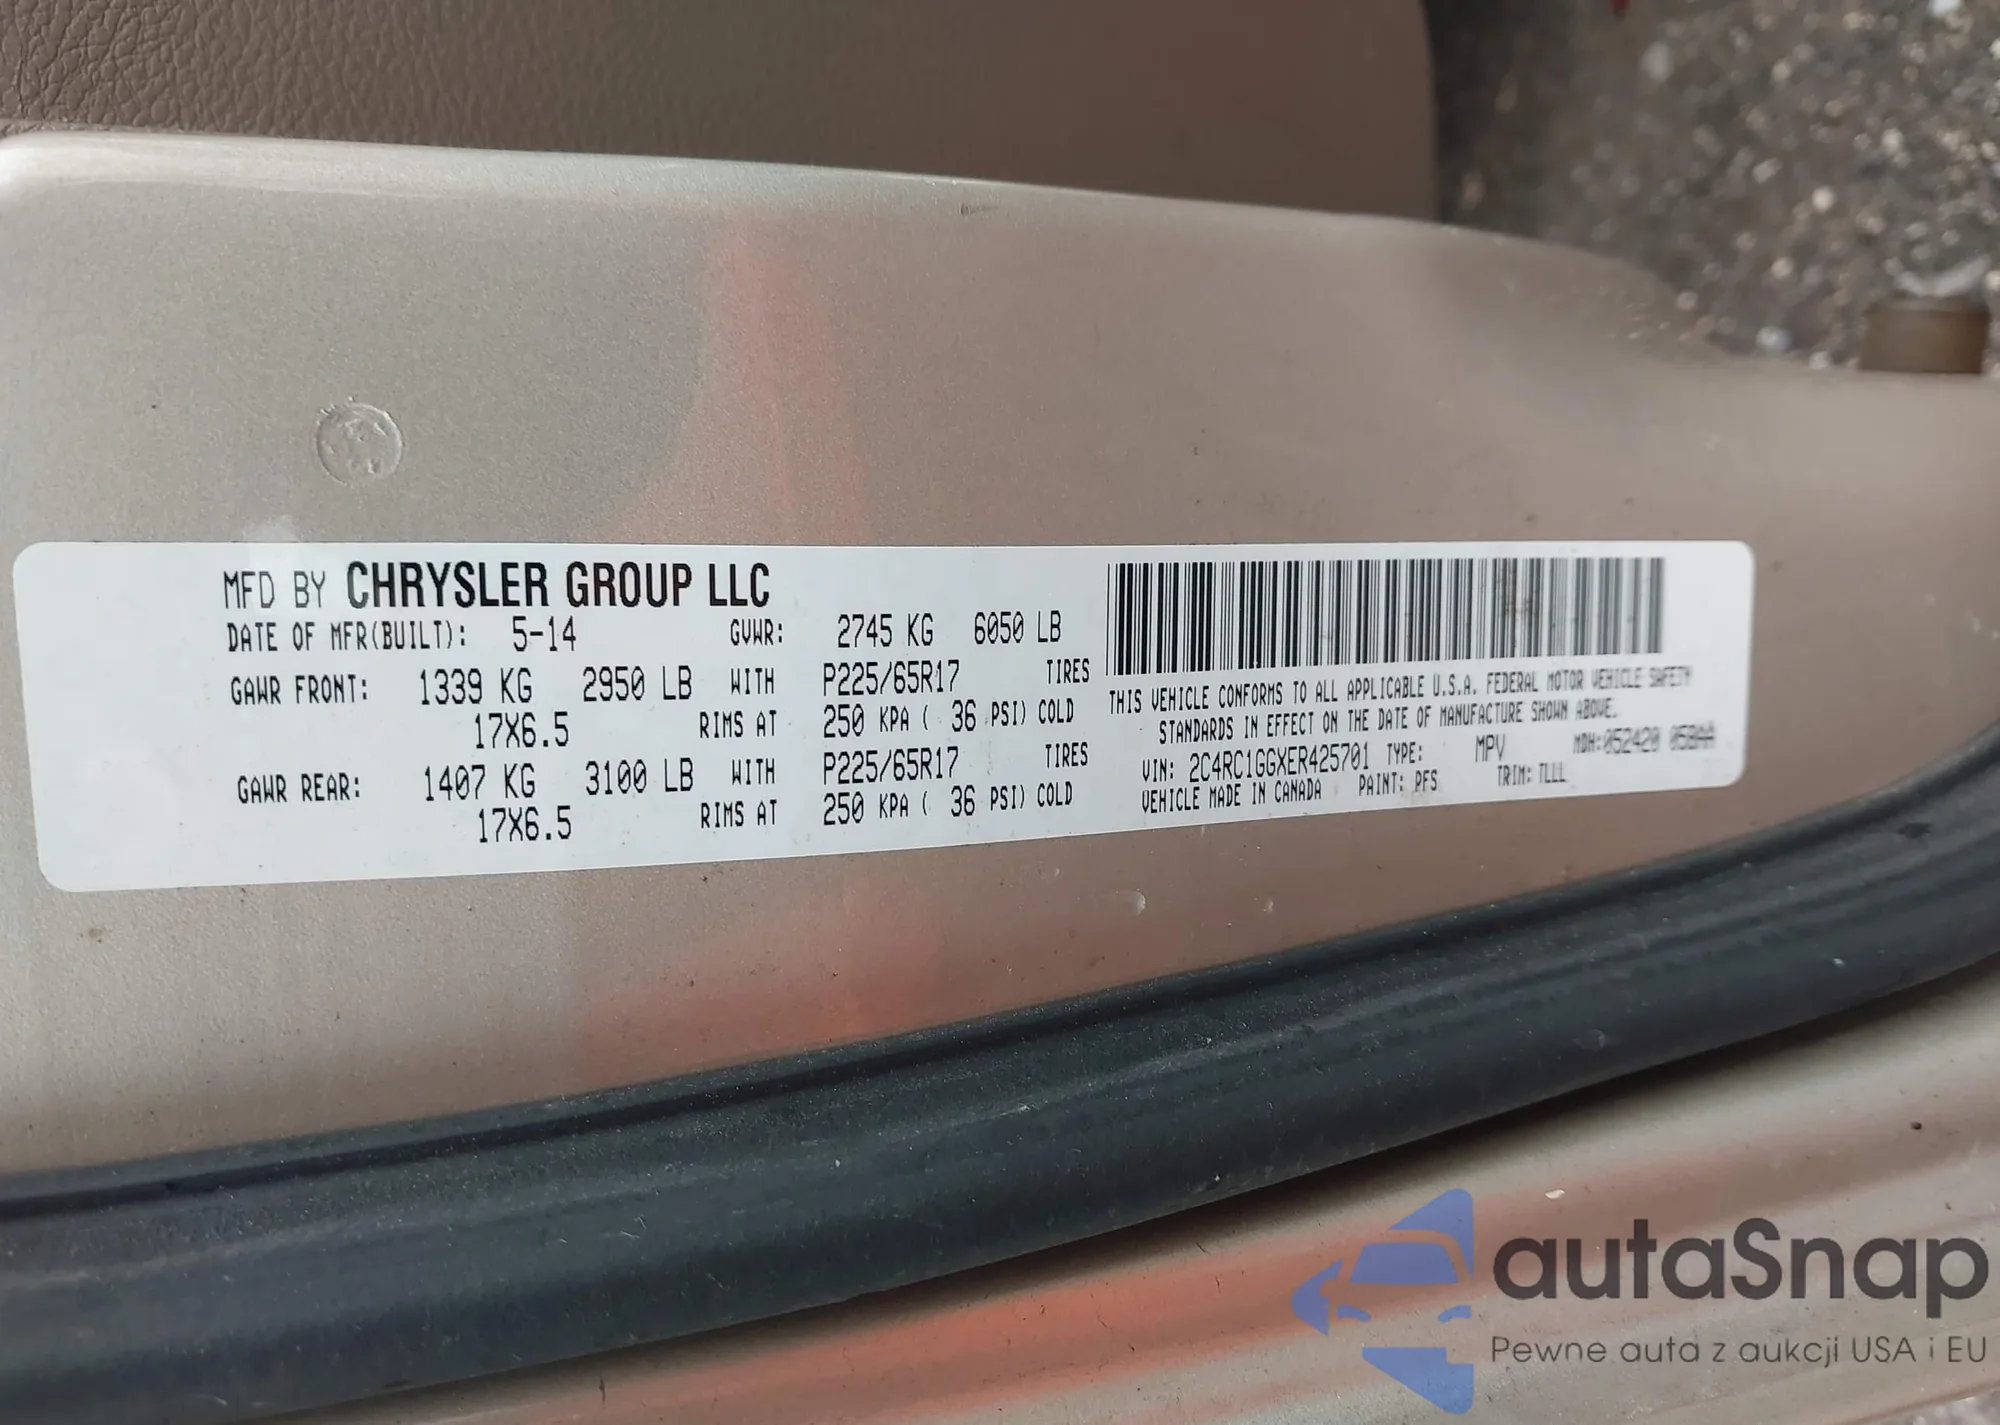 MFD BY CHRYSLER GROUP LLC
DATE OF MFR(BUILT): 5-14 GVWR: 2745 KG 6050 LB
GAWR FRONT: 1339 KG 2950 LB WITH P225/65R17 TIRES
17X6.5 RIMS AT 250 KPA ( 36 PSI) COLD
GAWR REAR: 1407 KG 3100 LB WITH P225/65R17 TIRES
17X6.5 RIMS AT 250 KPA ( 36 PSI) COLD
THIS VEHICLE CONFORMS TO ALL APPLICABLE U.S.A. FEDERAL MOTOR VEHICLE SAFETY
STANDARDS IN EFFECT ON THE DATE OF MANUFACTURE SHOWN ABOVE.
VIN: 2C4RC1GGXER425701 TYPE: MPV MDH:052420 058AA
VEHICLE MADE IN CANADA PAINT: PFS TRIM: TLLL
autaSnap
Pewne auta z aukcji USA i EU